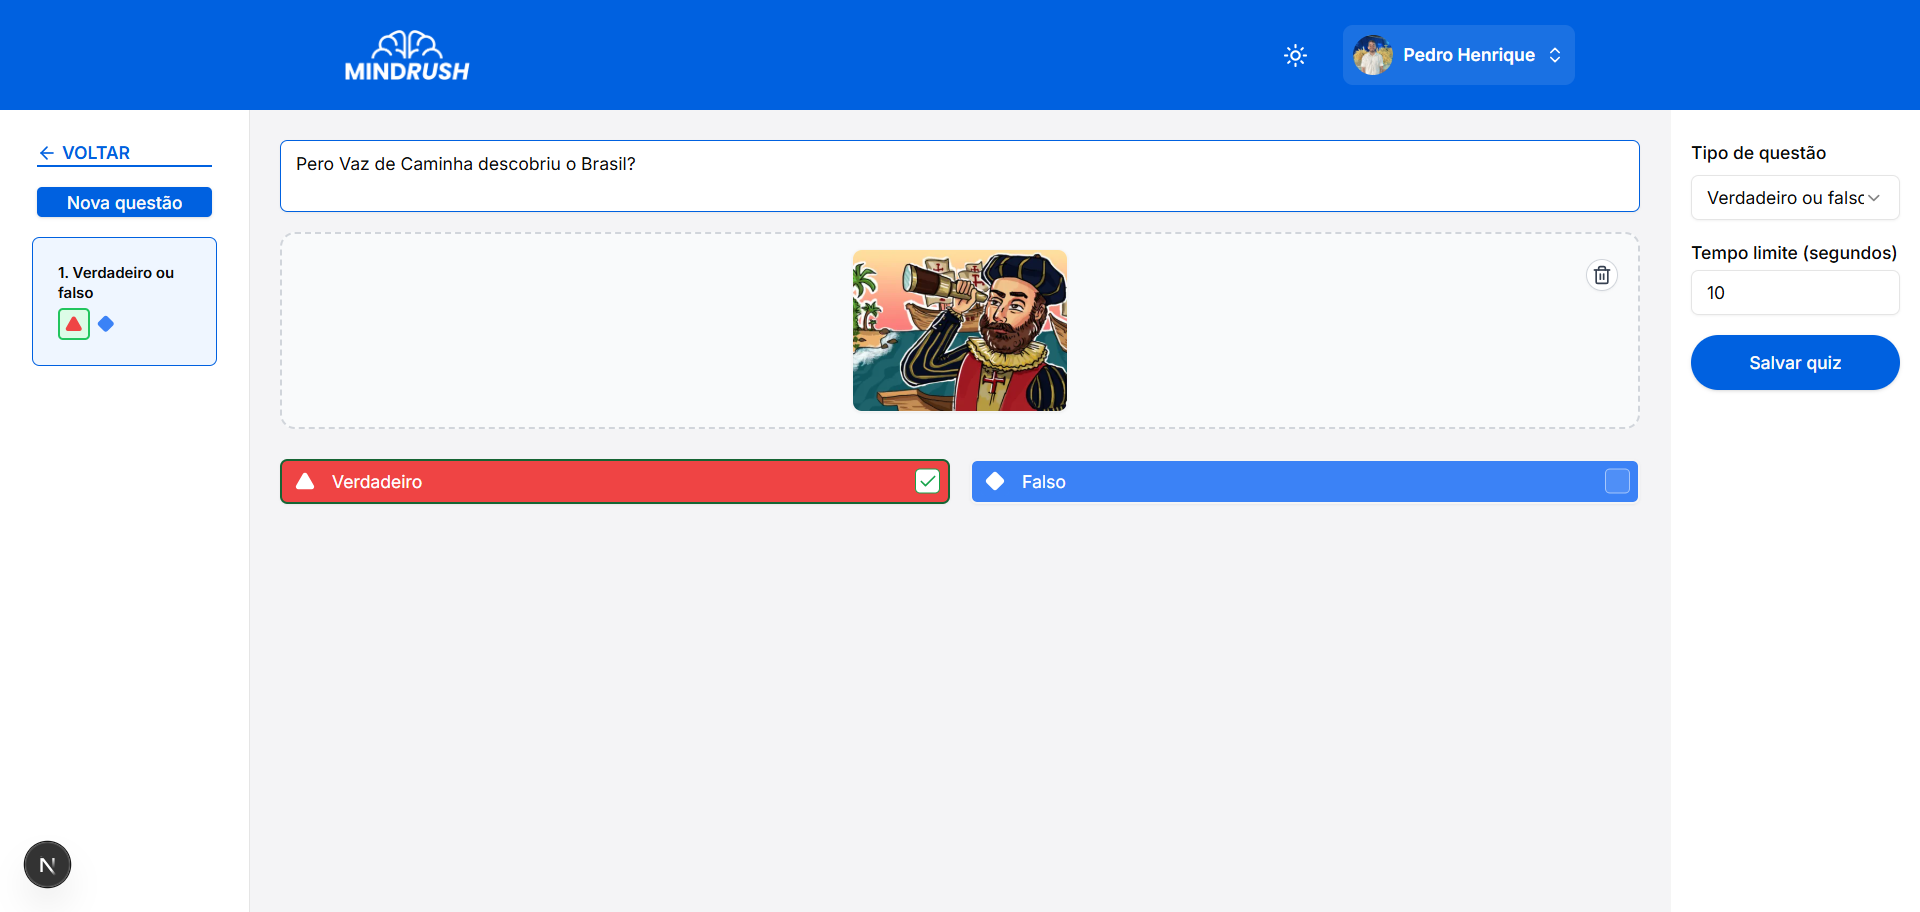 MINDRUSH
Pedro Henrique
VOLTAR
Nova questão
1. Verdadeiro ou
falso
Pero Vaz de Caminha descobriu o Brasil?
Verdadeiro
Falso
Tipo de questão
Verdadeiro ou falso
Tempo limite (segundos)
10
Salvar quiz
N